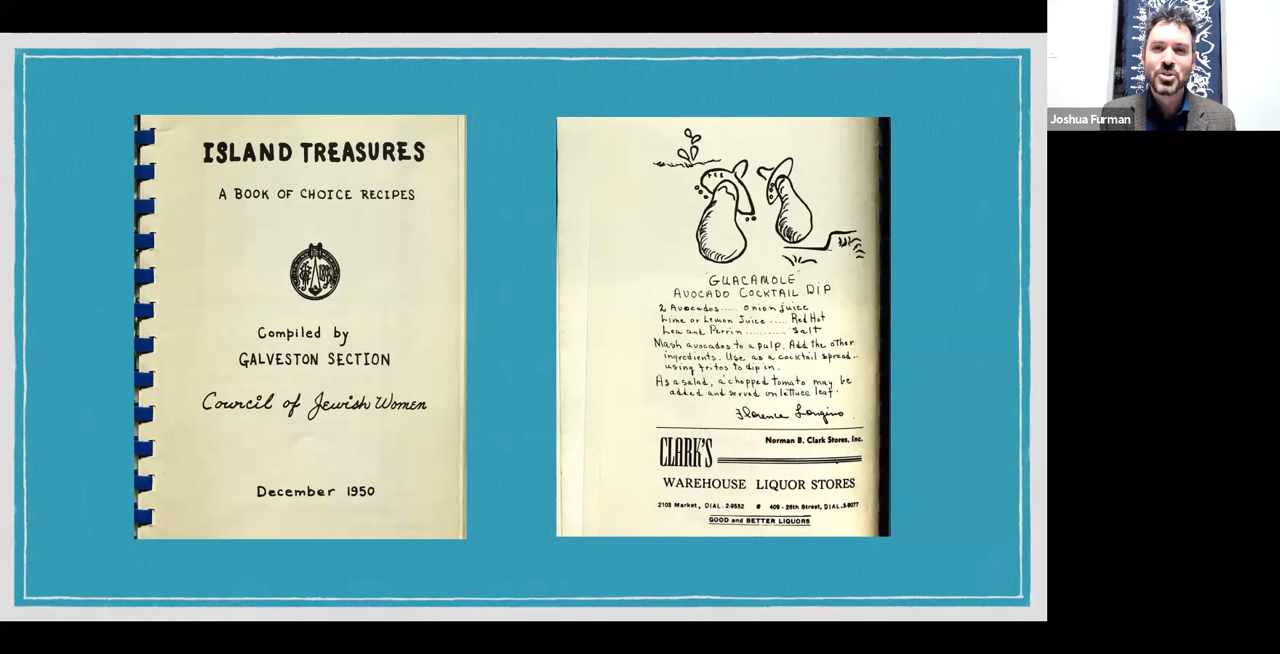 ISLAND TREASURES
A BOOK OF CHOICE RECIPES
Compiled by
GALVESTON SECTION
Council of Jewish Women
December 1950
"GUACAMOLE"
AVOCADO COCKTAIL DIP
2 Avocados...... onion juice
Lime or Lemon Juice ..... Red Hot
Lea and Perrin ........... salt
Mash avocados to a pulp. Add the other
ingredients. Use as a cocktail spread..
using fritos to dip in.
As a salad, a chopped tomato may be
added and served on lettuce leaf.
Florence Longino
CLARK'S
Norman B. Clark Stores, Inc.
WAREHOUSE LIQUOR STORES
2103 Market, DIAL 2-9552 • 409 - 26th Street, DIAL 3-9077
GOOD and BETTER LIQUORS
Joshua Furman